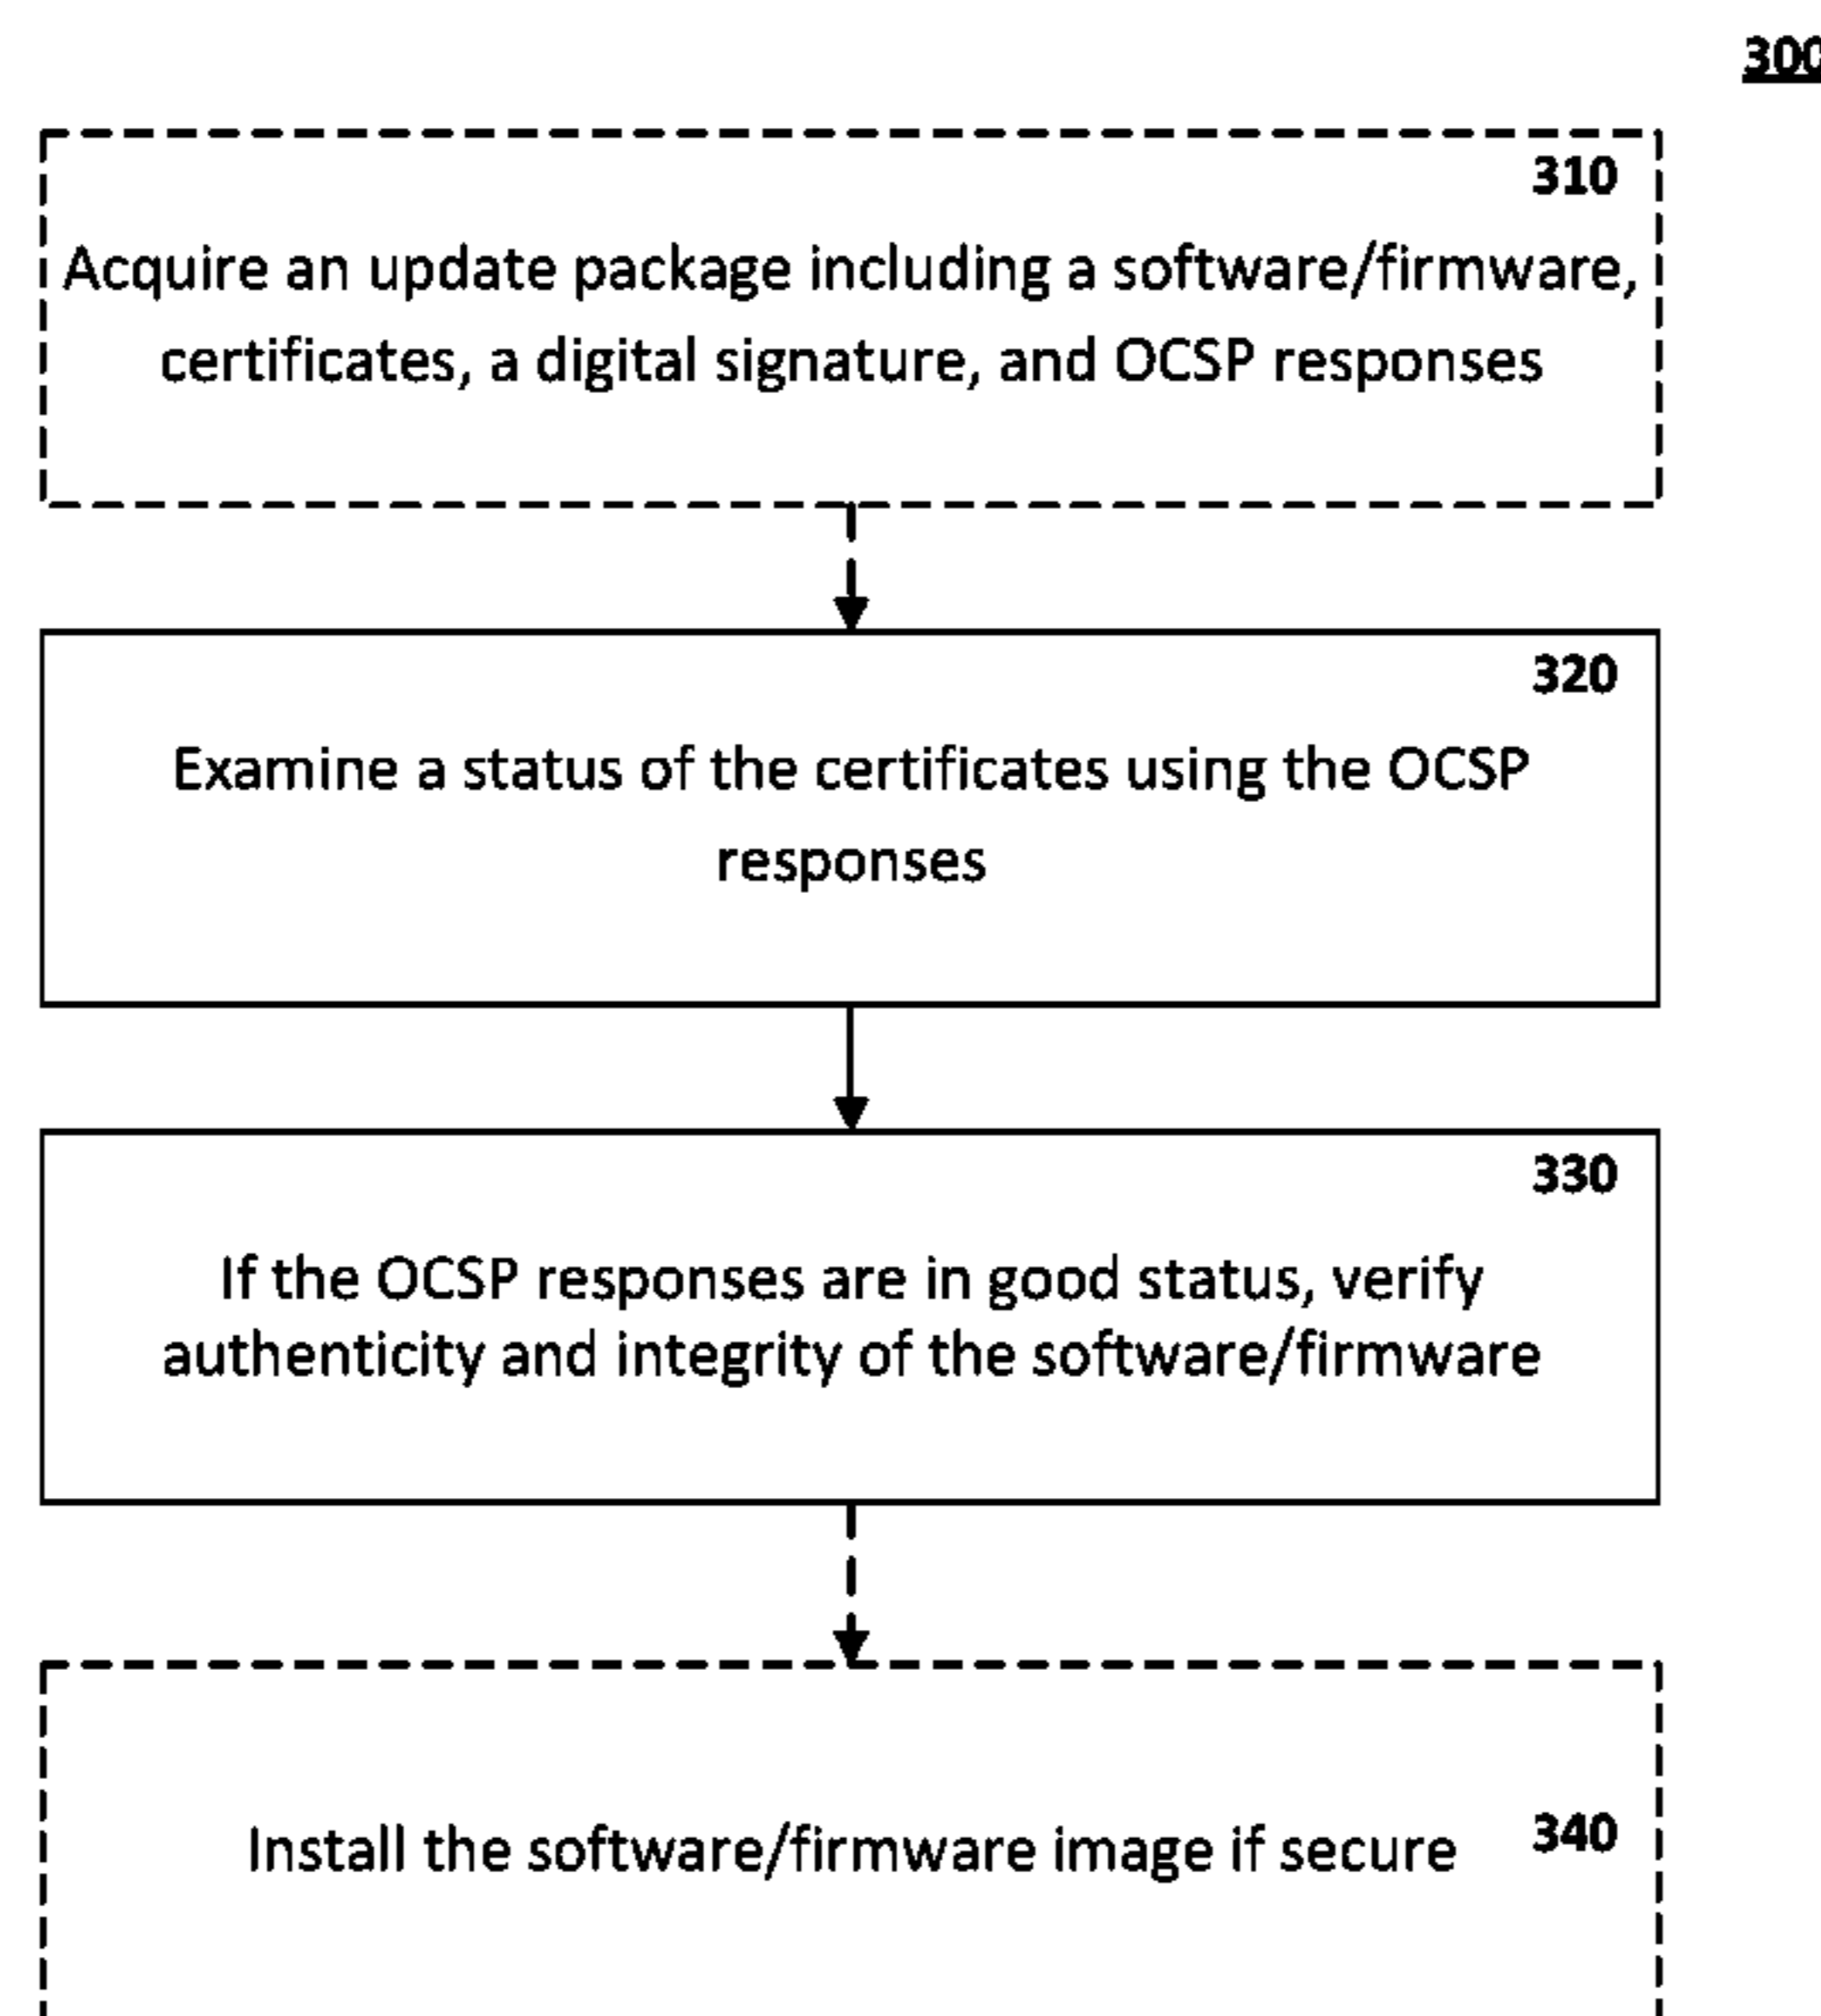 300
310
Acquire an update package including a software/firmware,
certificates, a digital signature, and OCSP responses
320
Examine a status of the certificates using the OCSP
responses
330
If the OCSP responses are in good status, verify
authenticity and integrity of the software/firmware
340
Install the software/firmware image if secure